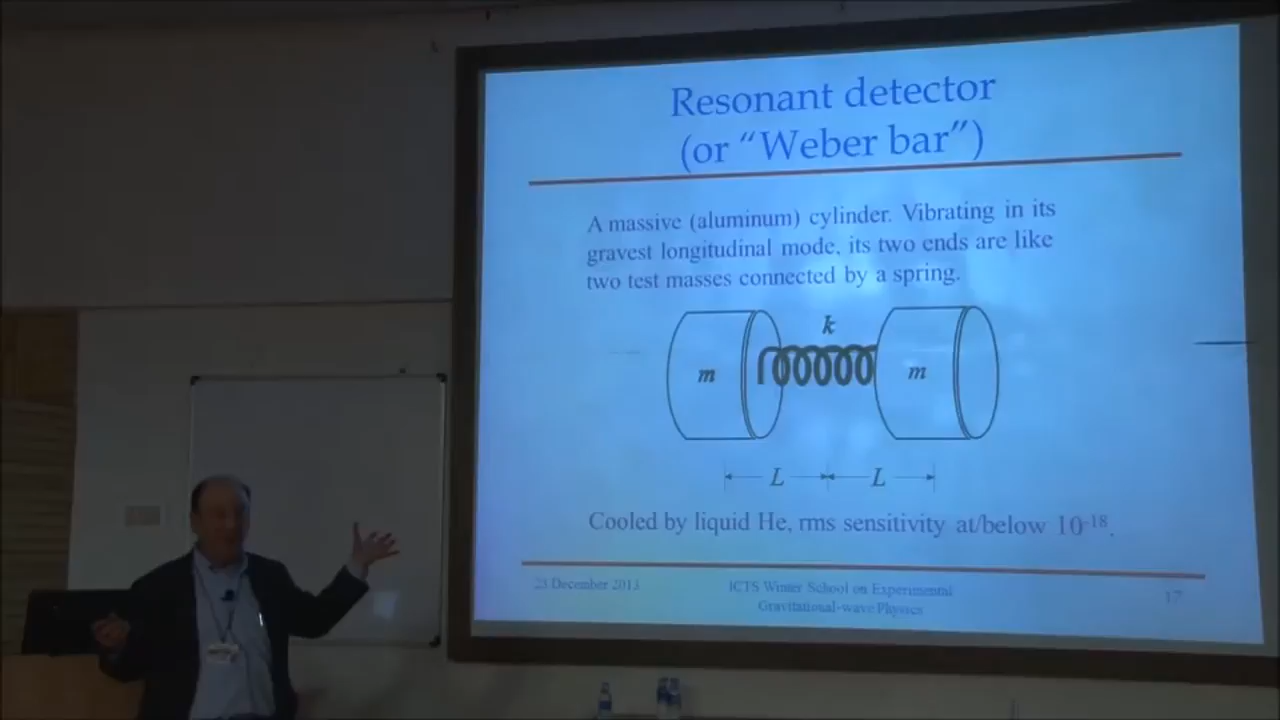 Resonant detector
(or “Weber bar”)
A massive (aluminum) cylinder. Vibrating in its
gravest longitudinal mode, its two ends are like
two test masses connected by a spring.
k
m
m
L
L
Cooled by liquid He, rms sensitivity at/below 10-18.
23 December 2013
ICTS Winter School on Experimental
Gravitational-wave Physics
17